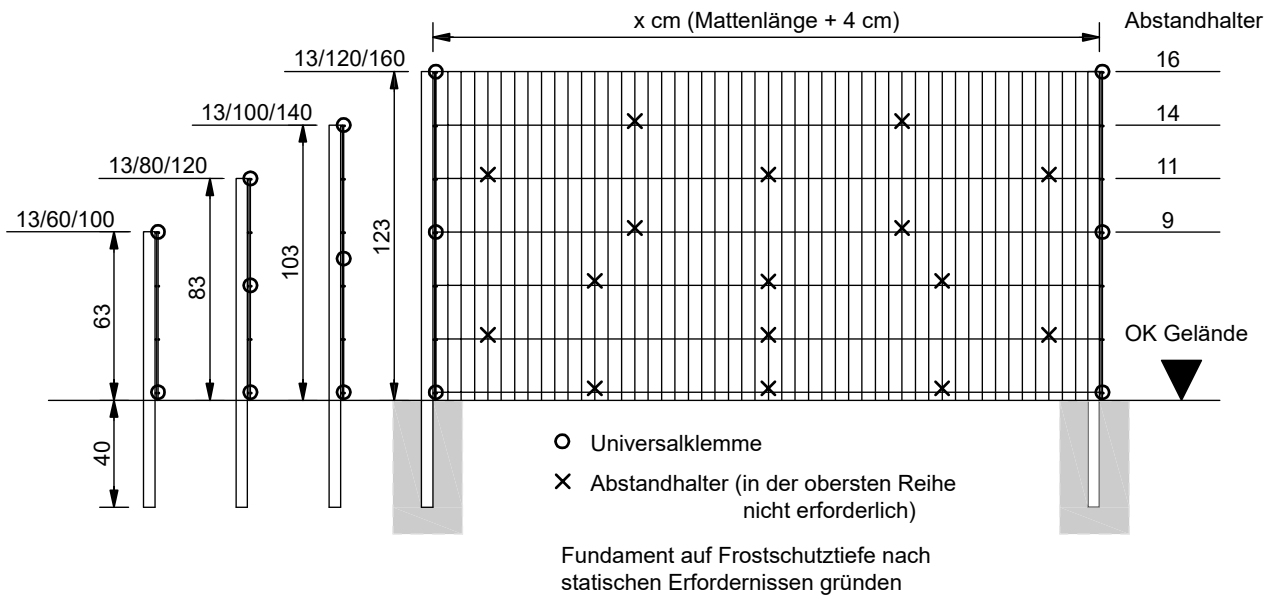 x cm (Mattenlänge + 4 cm)
Abstandhalter
13/120/160
16
13/100/140
14
13/80/120
11
13/60/100
9
63
83
103
123
OK Gelände
40
Universalklemme
Abstandhalter (in der obersten Reihe
nicht erforderlich)
Fundament auf Frostschutztiefe nach
statischen Erfordernissen gründen